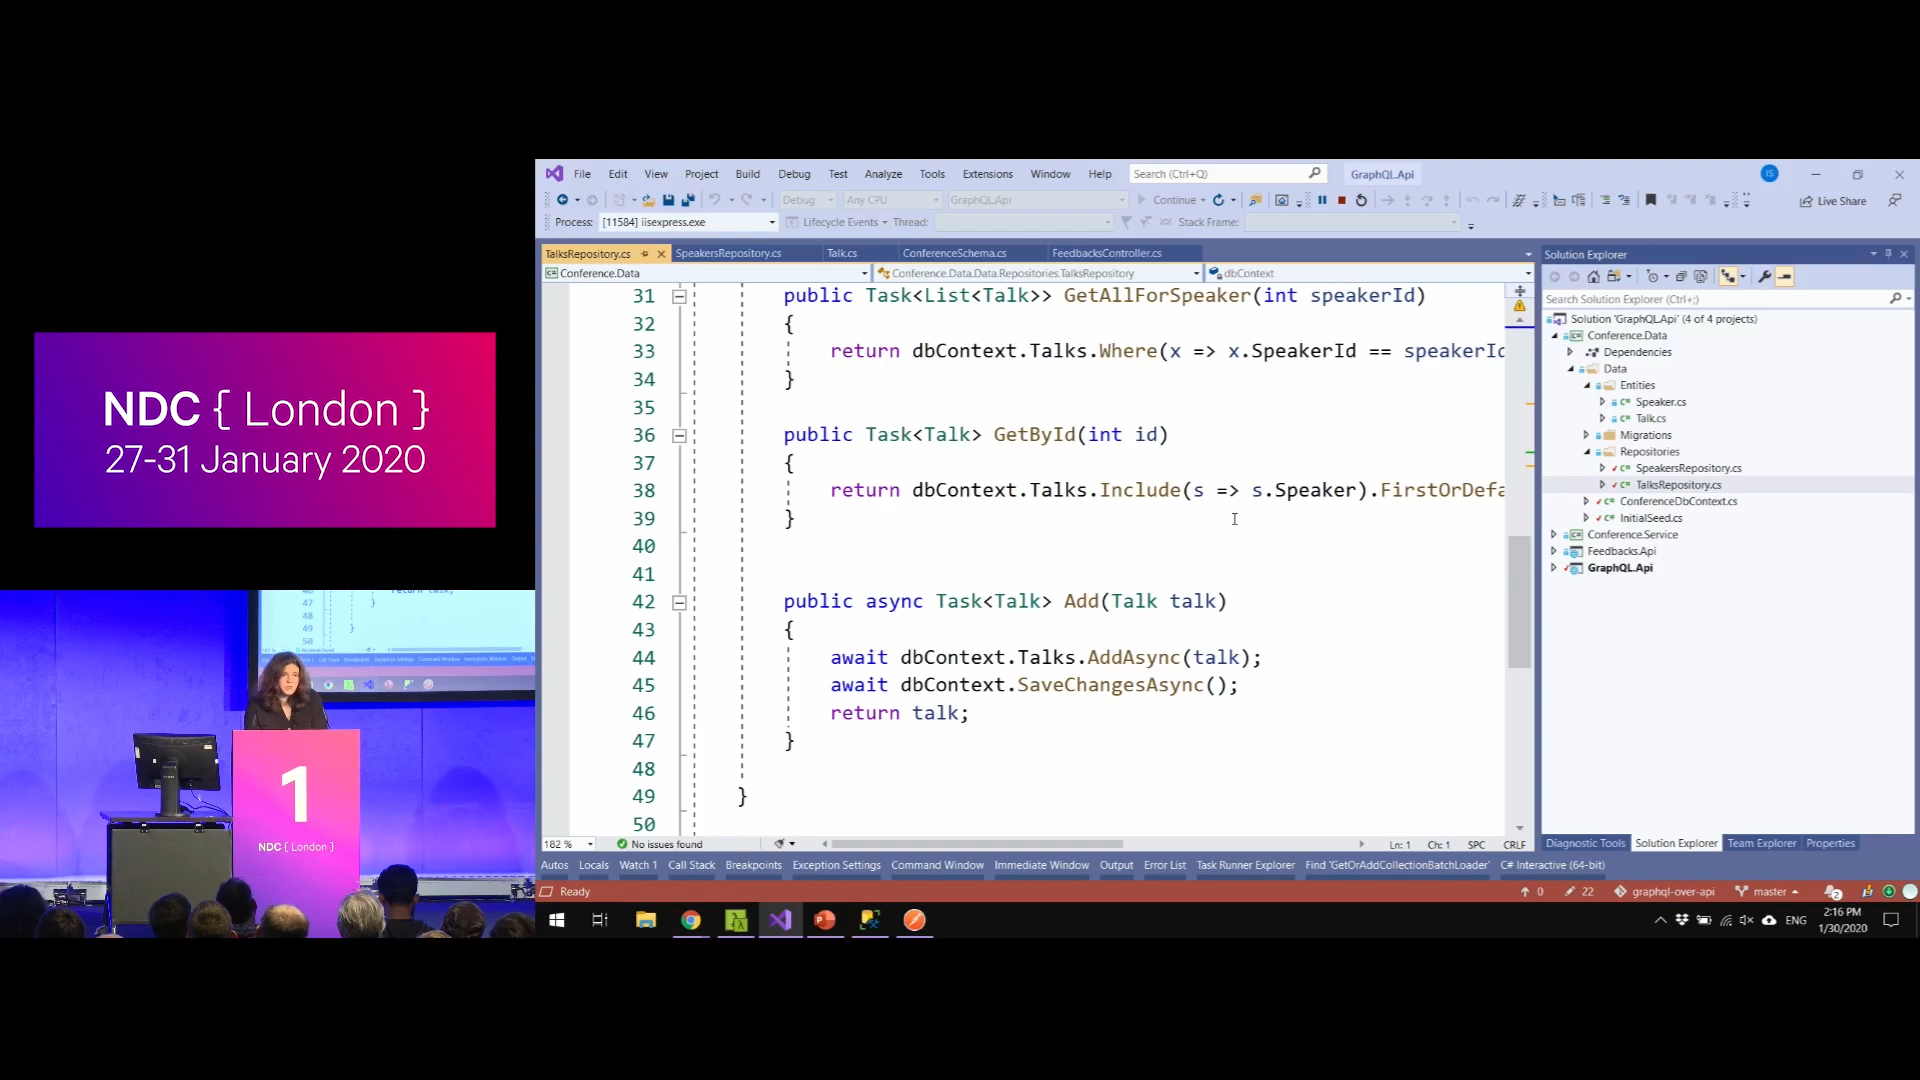 NDC { London }
27-31 January 2020
1
NDC { London }
File Edit View Project Build Debug Test Analyze Tools Extensions Window Help Search (Ctrl+Q) GraphQL.Api IS
Debug Any CPU GraphQL.Api Continue Live Share
Process: [11584] iisexpress.exe Lifecycle Events Thread: Stack Frame:
TalksRepository.cs SpeakersRepository.cs Talk.cs ConferenceSchema.cs FeedbacksController.cs
Conference.Data Conference.Data.Data.Repositories.TalksRepository dbContext
31 public Task<List<Talk>> GetAllForSpeaker(int speakerId)
32 {
33 return dbContext.Talks.Where(x => x.SpeakerId == speakerId
34 }
35
36 public Task<Talk> GetById(int id)
37 {
38 return dbContext.Talks.Include(s => s.Speaker).FirstOrDefa
39 }
40
41
42 public async Task<Talk> Add(Talk talk)
43 {
44 await dbContext.Talks.AddAsync(talk);
45 await dbContext.SaveChangesAsync();
46 return talk;
47 }
48
49 }
50
182 % No issues found Ln: 1 Ch: 1 SPC CRLF
Autos Locals Watch 1 Call Stack Breakpoints Exception Settings Command Window Immediate Window Output Error List Task Runner Explorer Find 'GetOrAddCollectionBatchLoader' C# Interactive (64-bit)
Solution Explorer
Search Solution Explorer (Ctrl+;)
Solution 'GraphQL.Api' (4 of 4 projects)
Conference.Data
Dependencies
Data
Entities
Speaker.cs
Talk.cs
Migrations
Repositories
SpeakersRepository.cs
TalksRepository.cs
ConferenceDbContext.cs
InitialSeed.cs
Conference.Service
Feedbacks.Api
GraphQL.Api
Diagnostic Tools Solution Explorer Team Explorer Properties
Ready 0 22 graphql-over-api master 2
ENG 2:16 PM
1/30/2020